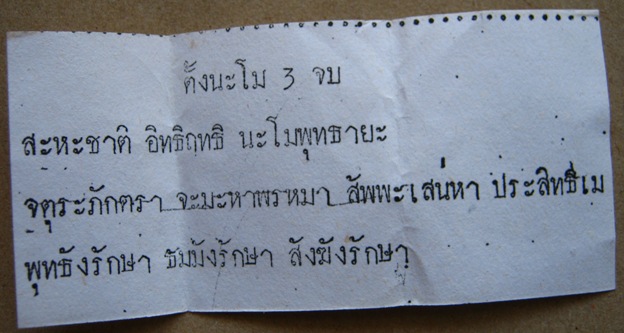 ตั้งนะโม 3 จบ
สะหะชาติ อิทธิฤทธิ นะโมพุทธายะ
จตุระภักตรา จะมะหาพรหมา สัพพะเสน่หา ประสิทธิเม
พุทธังรักษา ธมมังรักษา สังฆังรักษา